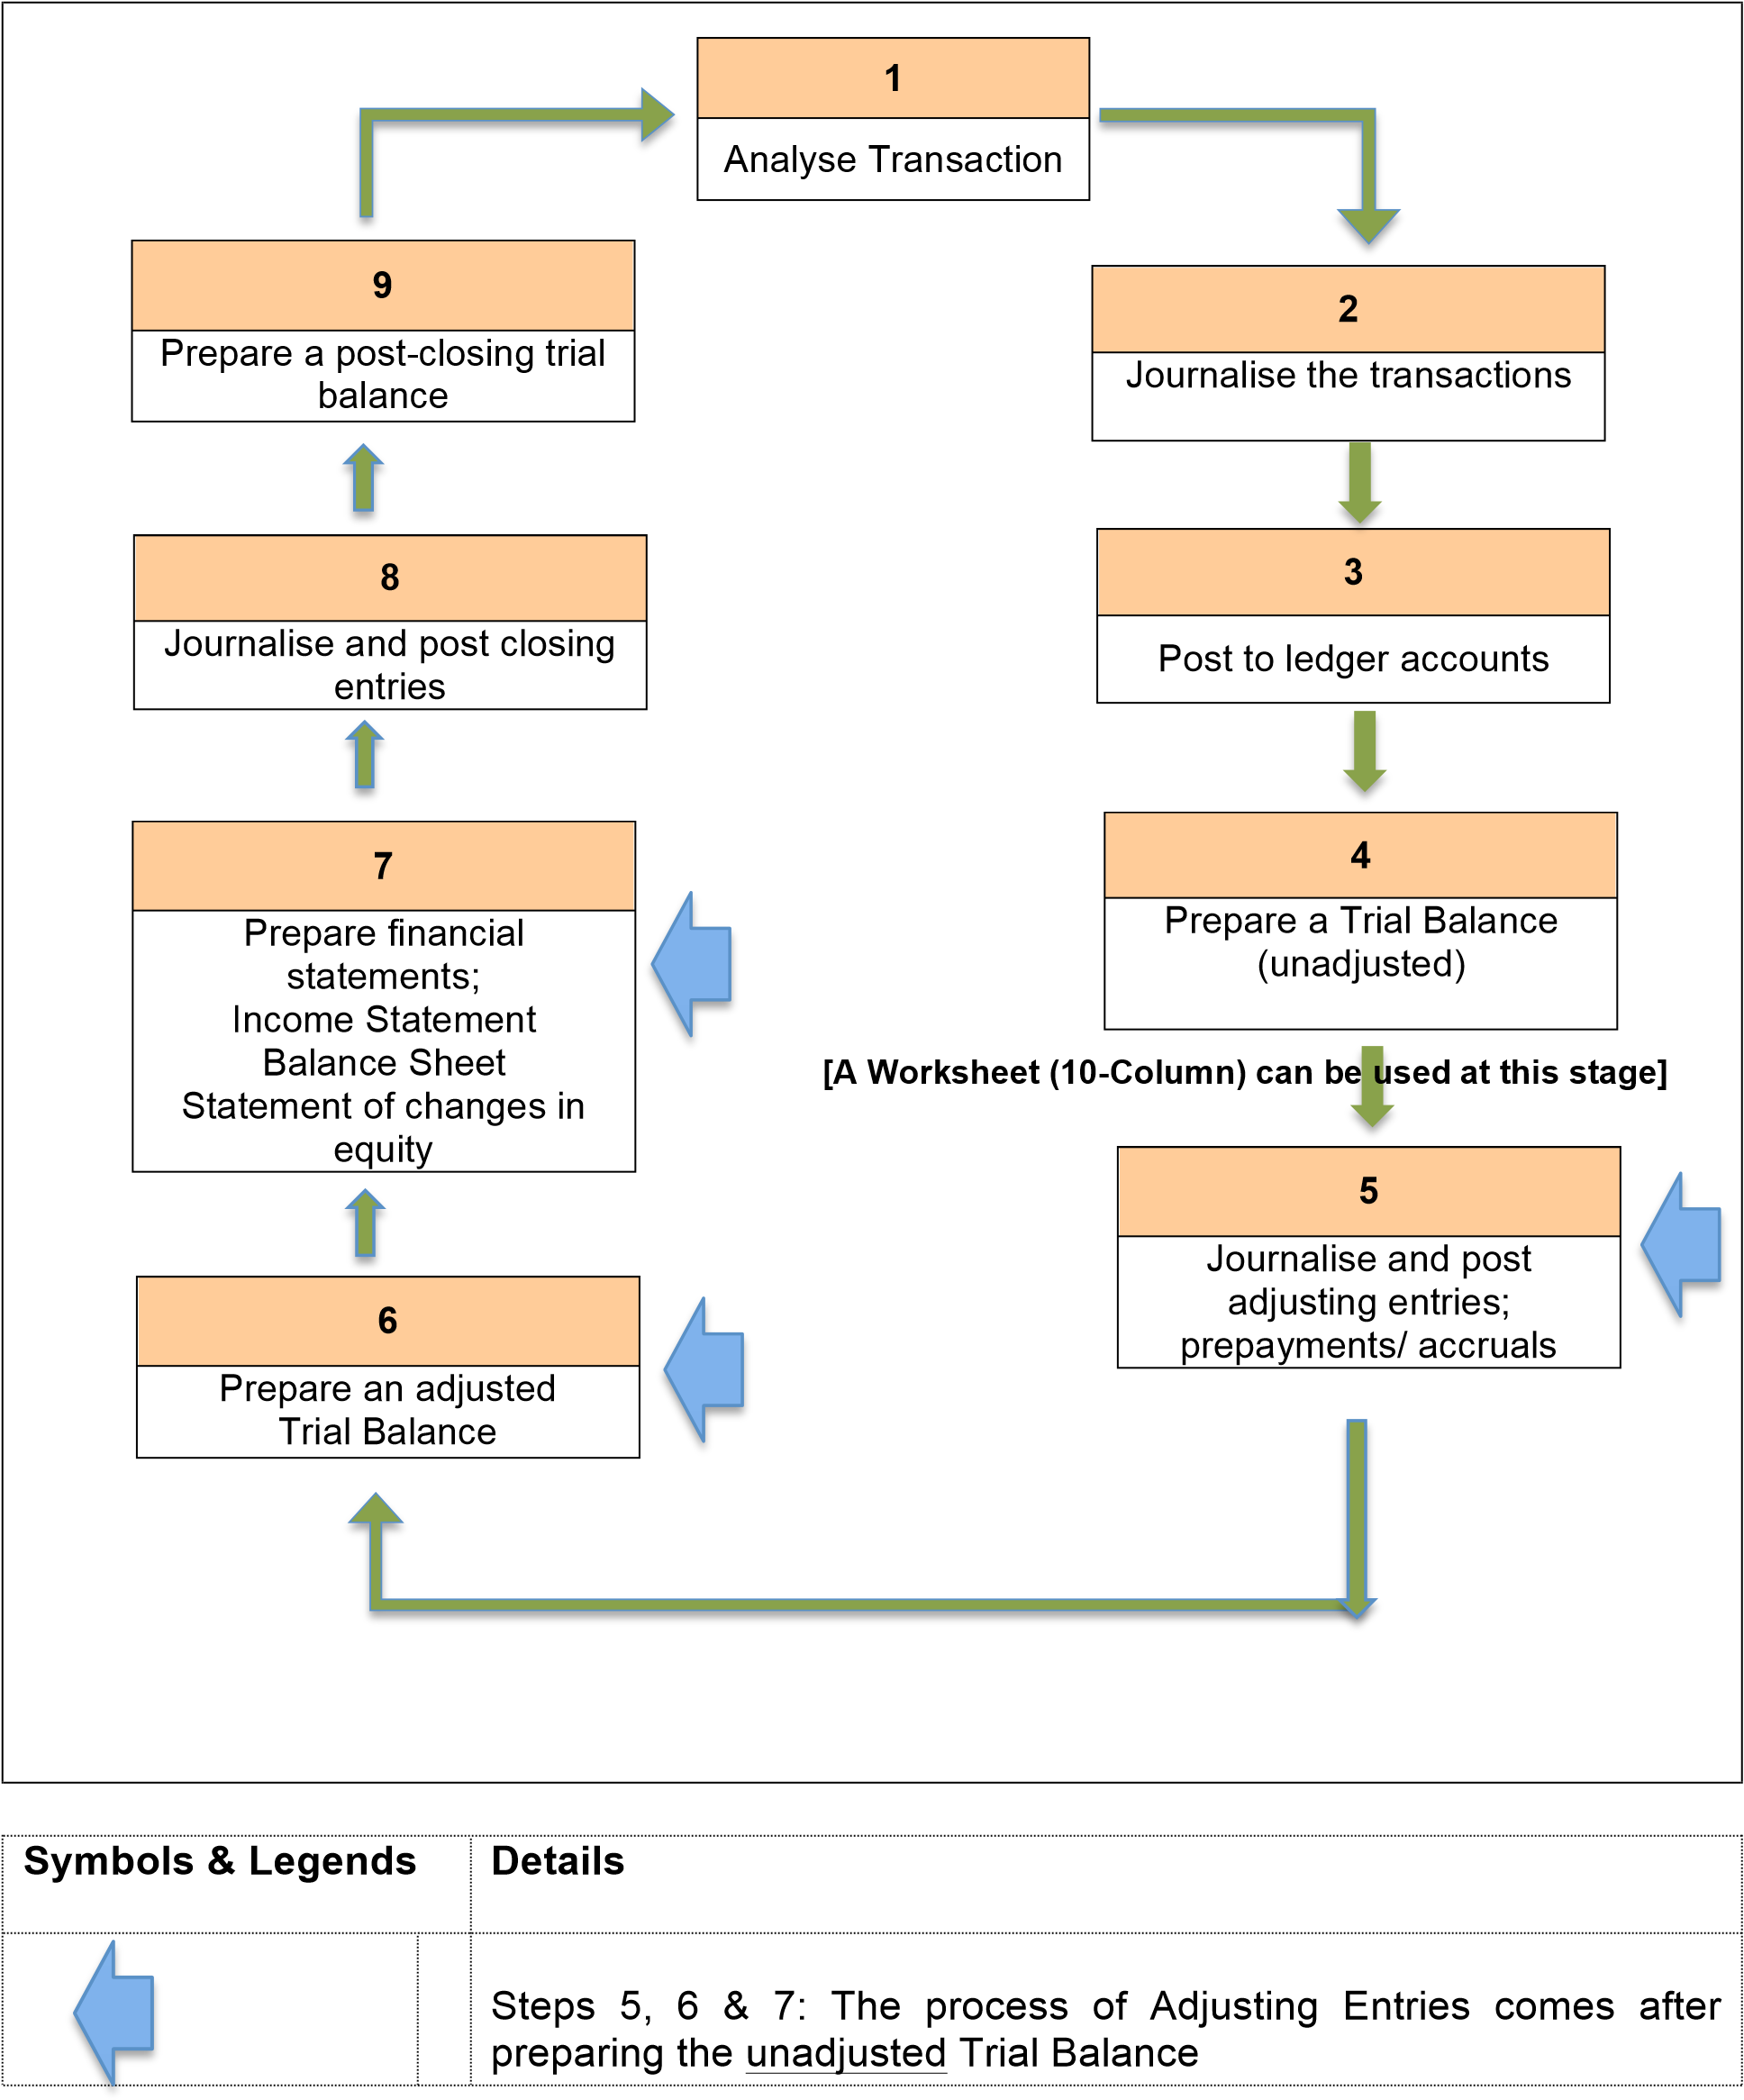 1
Analyse Transaction
2
Journalise the transactions
3
Post to ledger accounts
4
Prepare a Trial Balance
(unadjusted)
[A Worksheet (10-Column) can be used at this stage]
5
Journalise and post
adjusting entries;
prepayments/ accruals
6
Prepare an adjusted
Trial Balance
7
Prepare financial
statements;
Income Statement
Balance Sheet
Statement of changes in
equity
8
Journalise and post closing
entries
9
Prepare a post-closing trial
balance
Symbols & Legends
Details
Steps 5, 6 & 7: The process of Adjusting Entries comes after
preparing the unadjusted Trial Balance